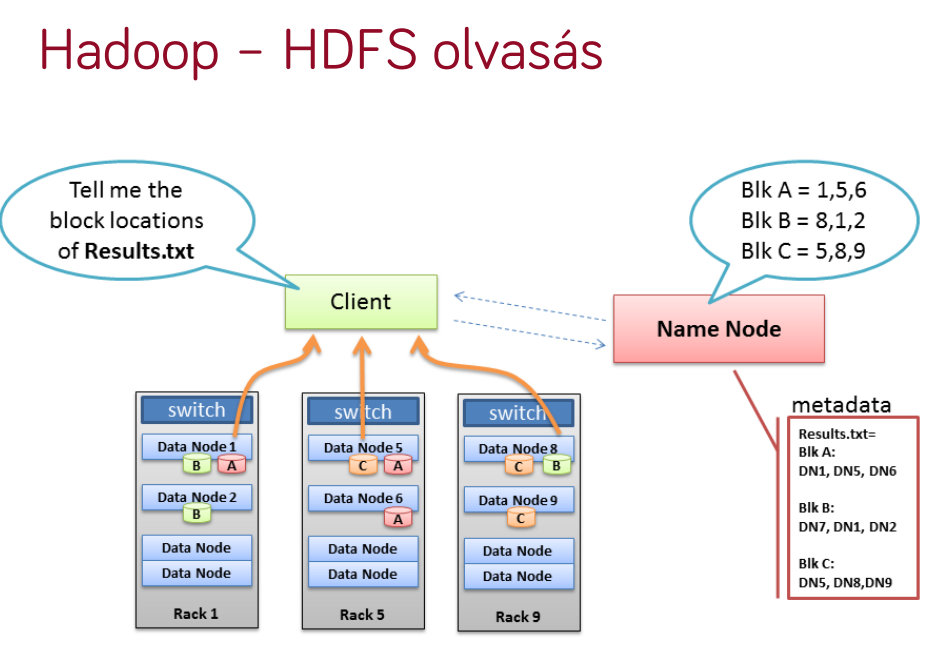 Hadoop – HDFS olvasás
Tell me the
block locations
of Results.txt
Blk A = 1,5,6
Blk B = 8,1,2
Blk C = 5,8,9
Client
Name Node
switch
Data Node 1
B
A
Data Node 2
B
Data Node
Data Node
Rack 1
switch
Data Node 5
C
A
Data Node 6
A
Data Node
Data Node
Rack 5
switch
Data Node 8
C
B
Data Node 9
C
Data Node
Data Node
Rack 9
metadata
Results.txt=
Blk A:
DN1, DN5, DN6
Blk B:
DN7, DN1, DN2
Blk C:
DN5, DN8,DN9